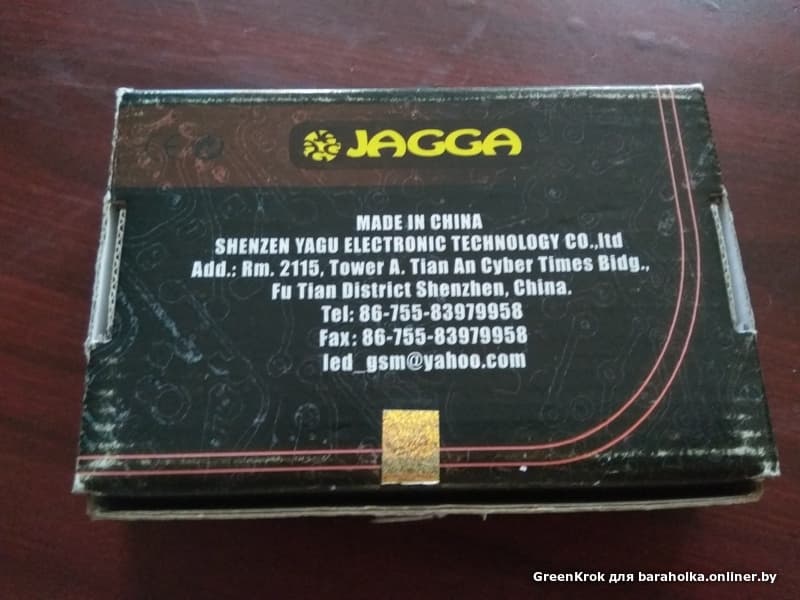 JAGGA
MADE IN CHINA
SHENZEN YAGU ELECTRONIC TECHNOLOGY CO.,ltd
Add.: Rm. 2115, Tower A. Tian An Cyber Times Bidg.,
Fu Tian District Shenzhen, China.
Tel: 86-755-83979958
Fax: 86-755-83979958
led_gsm@yahoo.com
GreenKrok для baraholka.onliner.by